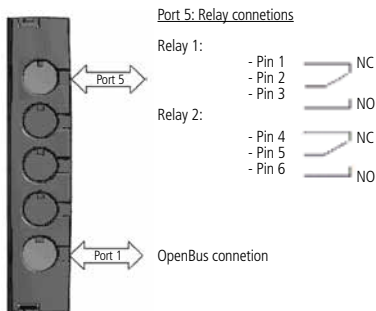 Port 5: Relay connetions
Relay 1:
- Pin 1
- Pin 2
- Pin 3
NC
NO
Port 5
Relay 2:
- Pin 4
- Pin 5
- Pin 6
NC
NO
Port 1
OpenBus connetion